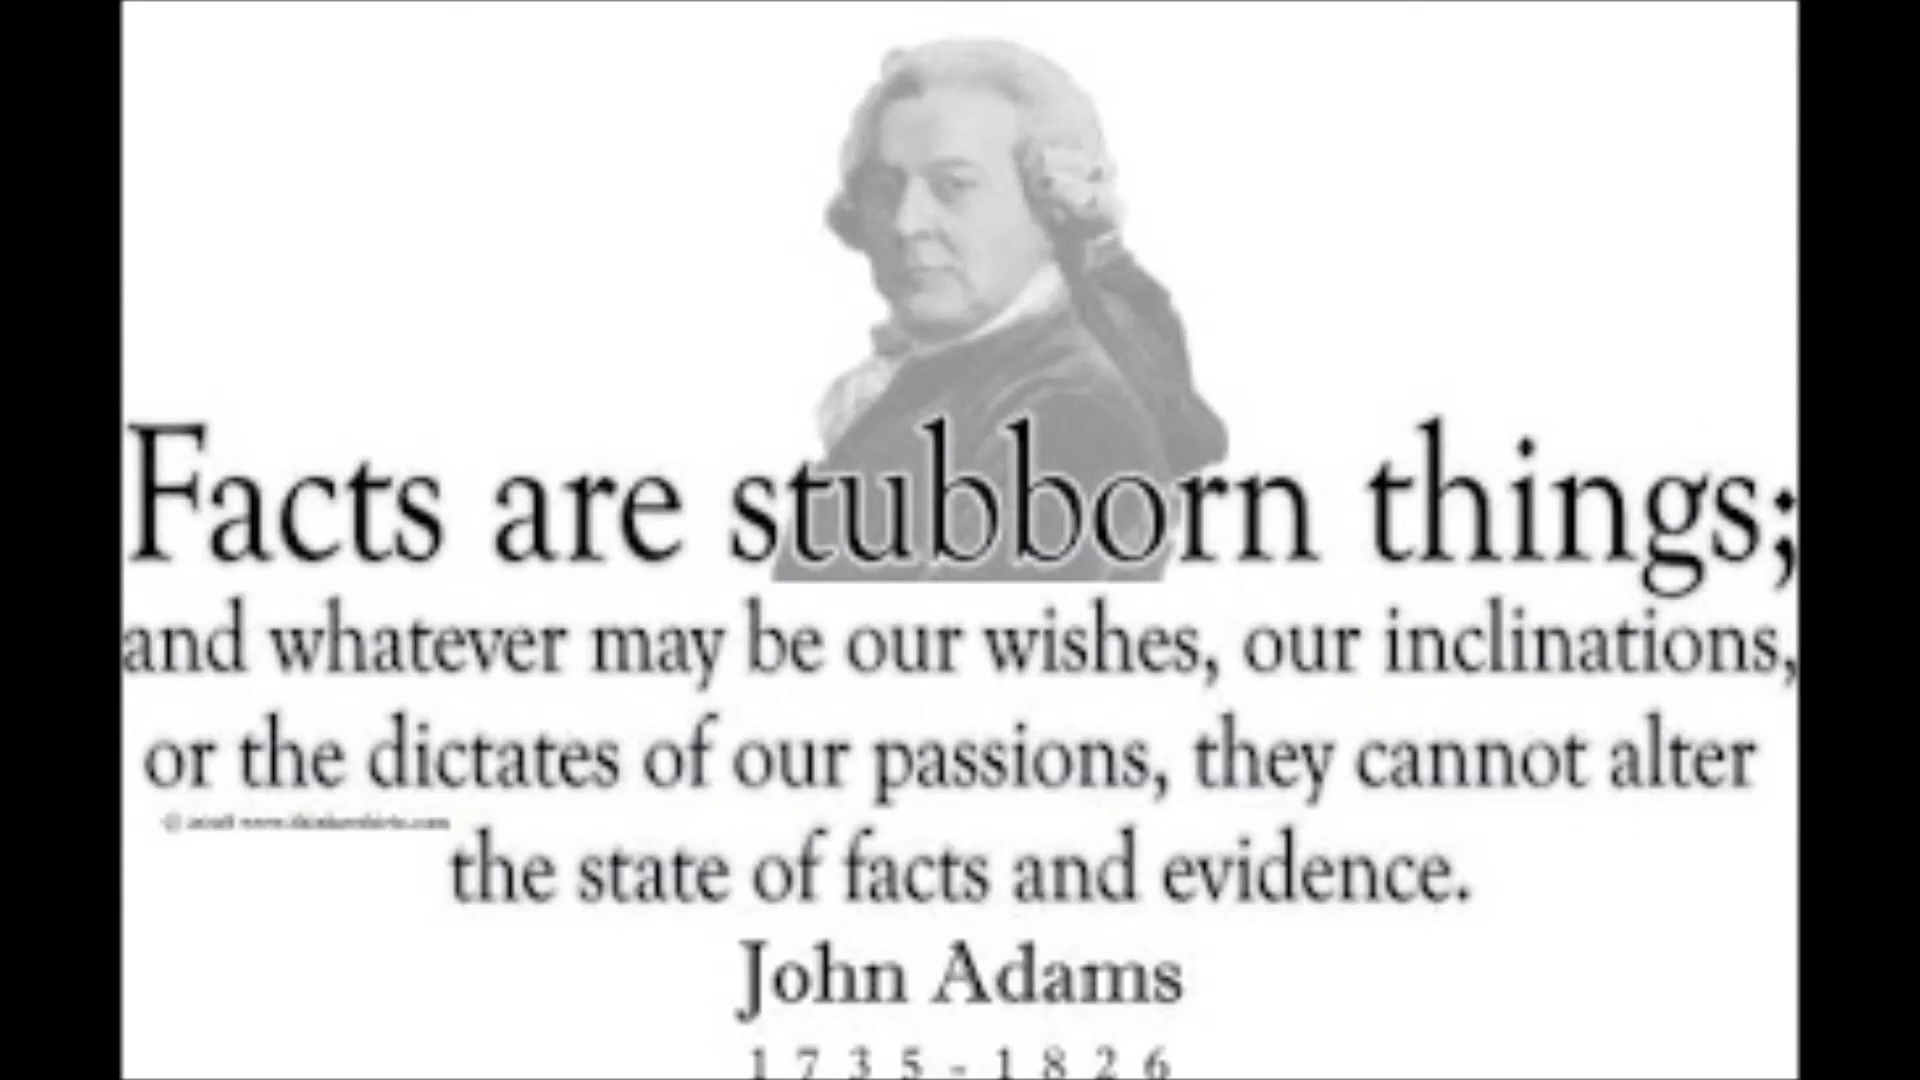 Facts are stubborn things;
and whatever may be our wishes, our inclinations,
or the dictates of our passions, they cannot alter
the state of facts and evidence.
John Adams
1735-1826